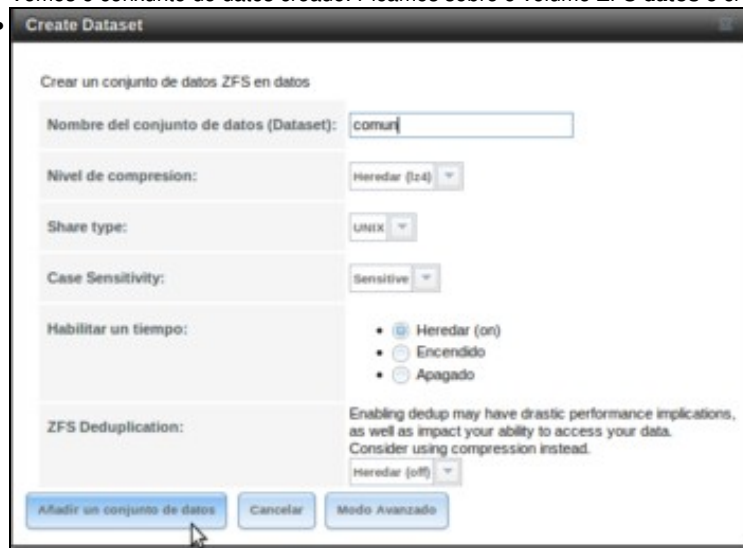 Create Dataset
Crear un conjunto de datos ZFS en datos
Nombre del conjunto de datos (Dataset): comun
Nivel de compresion: Heredar (lz4)
Share type: UNIX
Case Sensitivity: Sensitive
Habilitar un tiempo: Heredar (on)
Encendido
Apagado
ZFS Deduplication: Enabling dedup may have drastic performance implications,
as well as impact your ability to access your data.
Consider using compression instead.
Heredar (off)
Añadir un conjunto de datos Cancelar Modo Avanzado